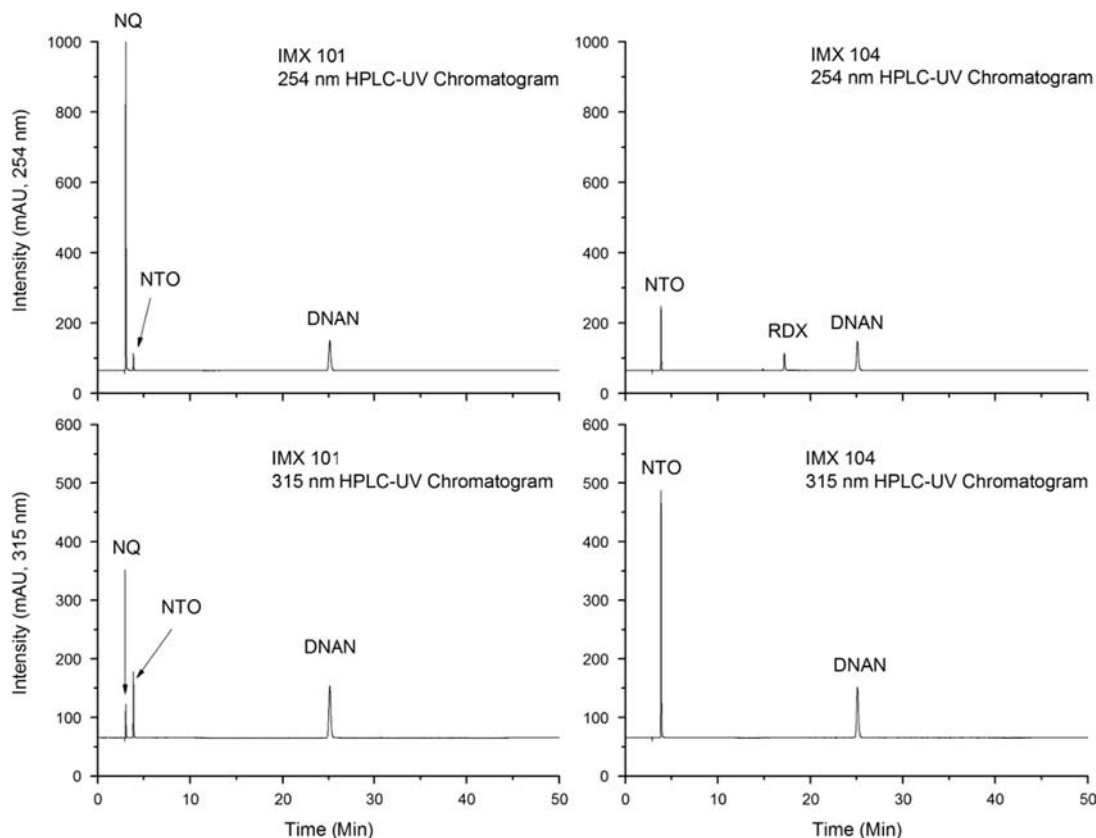 NQ
IMX 101
254 nm HPLC-UV Chromatogram
NTO
DNAN
Intensity (mAU, 254 nm)
1000
800
600
400
200
0
IMX 104
254 nm HPLC-UV Chromatogram
NTO
RDX
DNAN
1000
800
600
400
200
0
IMX 101
315 nm HPLC-UV Chromatogram
NQ
NTO
DNAN
Intensity (mAU, 315 nm)
600
500
400
300
200
100
0
0 10 20 30 40 50
Time (Min)
IMX 104
315 nm HPLC-UV Chromatogram
NTO
DNAN
600
500
400
300
200
100
0
0 10 20 30 40 50
Time (Min)